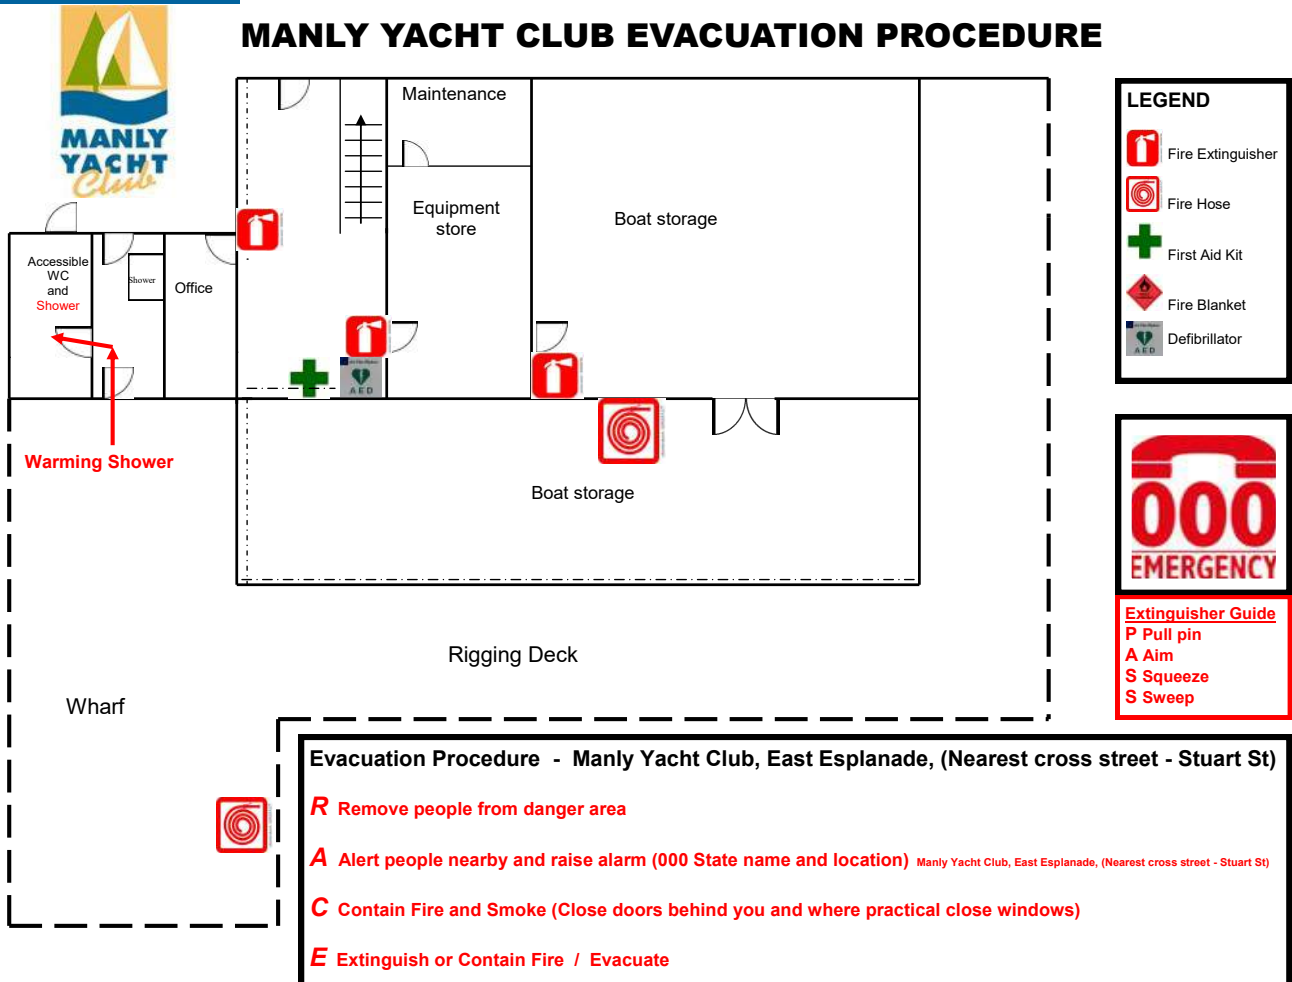 MANLY YACHT CLUB EVACUATION PROCEDURE
MANLY
YACHT
Club
Maintenance
Equipment
store
Boat storage
Accessible
WC
and
Shower
Shower
Office
AED
Warming Shower
Boat storage
Rigging Deck
Wharf
LEGEND
Fire Extinguisher
Fire Hose
First Aid Kit
Fire Blanket
AED
Defibrillator
000
EMERGENCY
Extinguisher Guide
P Pull pin
A Aim
S Squeeze
S Sweep
Evacuation Procedure - Manly Yacht Club, East Esplanade, (Nearest cross street - Stuart St)
R Remove people from danger area
A Alert people nearby and raise alarm (000 State name and location) Manly Yacht Club, East Esplanade, (Nearest cross street - Stuart St)
C Contain Fire and Smoke (Close doors behind you and where practical close windows)
E Extinguish or Contain Fire / Evacuate